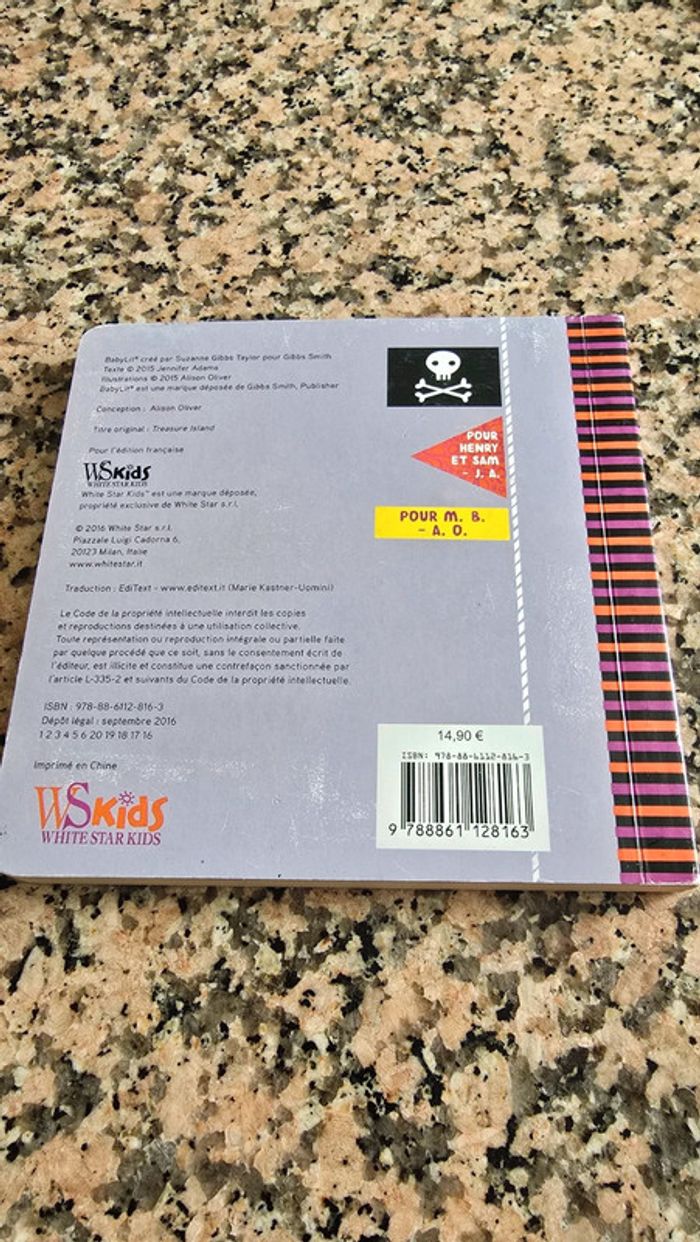 BabyLit® créé par Suzanne Gibbs Taylor pour Gibbs Smith
Texte © 2015 Jennifer Adams
Illustrations © 2015 Alison Oliver
BabyLit® est une marque déposée de Gibbs Smith, Publisher
Conception : Alison Oliver
Titre original : Treasure Island
Pour l'édition française
WSKids
WHITE STAR KIDS
White Star Kids™ est une marque déposée,
propriété exclusive de White Star s.r.l.
© 2016 White Star s.r.l.
Piazzale Luigi Cadorna 6,
20123 Milan, Italie
www.whitestar.it
Traduction : EdiText - www.editext.it (Marie Kastner-Uomini)
Le Code de la propriété intellectuelle interdit les copies
et reproductions destinées à une utilisation collective.
Toute représentation ou reproduction intégrale ou partielle faite
par quelque procédé que ce soit, sans le consentement écrit de
l'éditeur, est illicite et constitue une contrefaçon sanctionnée par
l'article L-335-2 et suivants du Code de la propriété intellectuelle.
ISBN : 978-88-6112-816-3
Dépôt légal : septembre 2016
1 2 3 4 5 6 20 19 18 17 16
Imprimé en Chine
WSKids
WHITE STAR KIDS
POUR
HENRY
ET SAM
- J. A.
POUR M. B.
- A. O.
14,90 €
ISBN: 978-88-6112-816-3
9 788861 128163